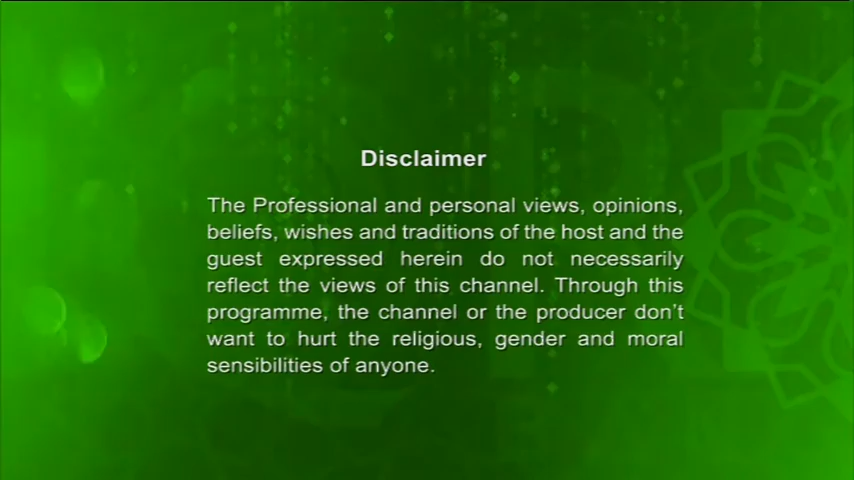 Disclaimer
The Professional and personal views, opinions,
beliefs, wishes and traditions of the host and the
guest expressed herein do not necessarily
reflect the views of this channel. Through this
programme, the channel or the producer don't
want to hurt the religious, gender and moral
sensibilities of anyone.